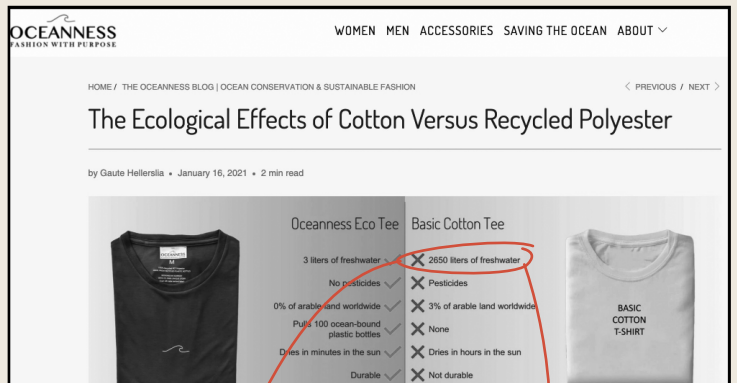 OCEANNESS
FASHION WITH PURPOSE
WOMEN MEN ACCESSORIES SAVING THE OCEAN ABOUT
HOME / THE OCEANNESS BLOG | OCEAN CONSERVATION & SUSTAINABLE FASHION
PREVIOUS / NEXT
The Ecological Effects of Cotton Versus Recycled Polyester
by Gaute Hellerslia • January 16, 2021 • 2 min read
Oceanness Eco Tee Basic Cotton Tee
3 liters of freshwater 2650 liters of freshwater
No pesticides Pesticides
0% of arable land worldwide 3% of arable land worldwide
Pulls 100 ocean-bound
plastic bottles None
Dries in minutes in the sun Dries in hours in the sun
Durable Not durable
OCEANNESS
M
BASIC
COTTON
T-SHIRT